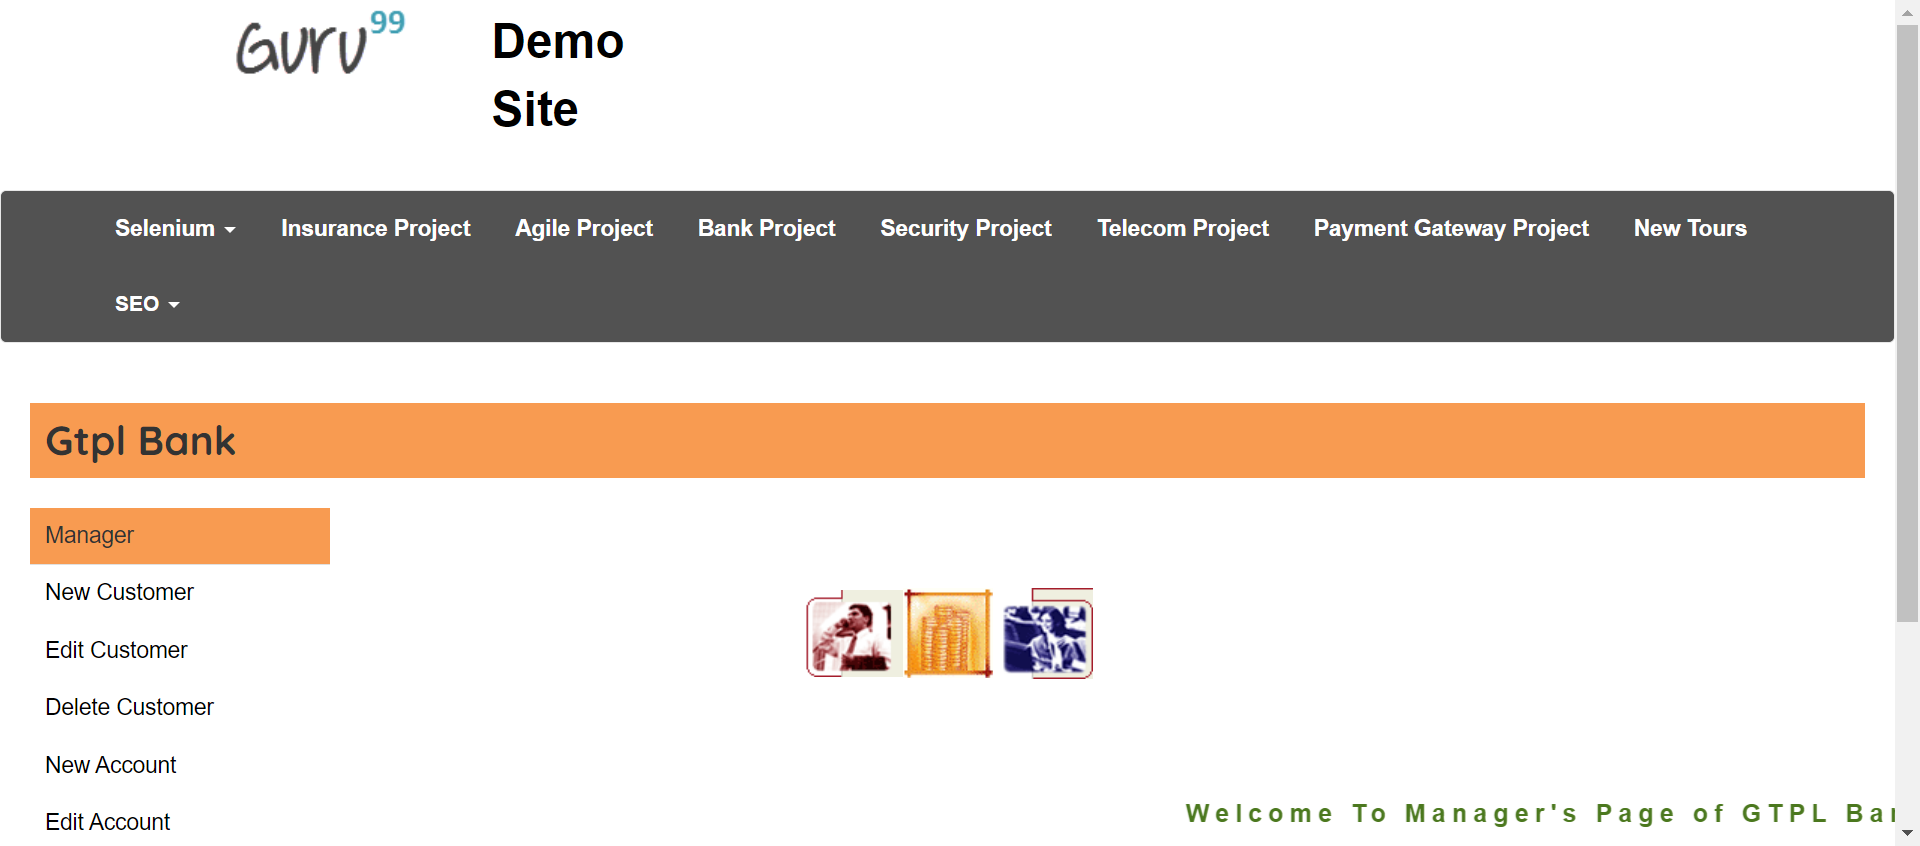 Guru99
Demo
Site
Selenium Insurance Project Agile Project Bank Project Security Project Telecom Project Payment Gateway Project New Tours
SEO
Gtpl Bank
Manager
New Customer
Edit Customer
Delete Customer
New Account
Edit Account
Welcome To Manager's Page of GTPL